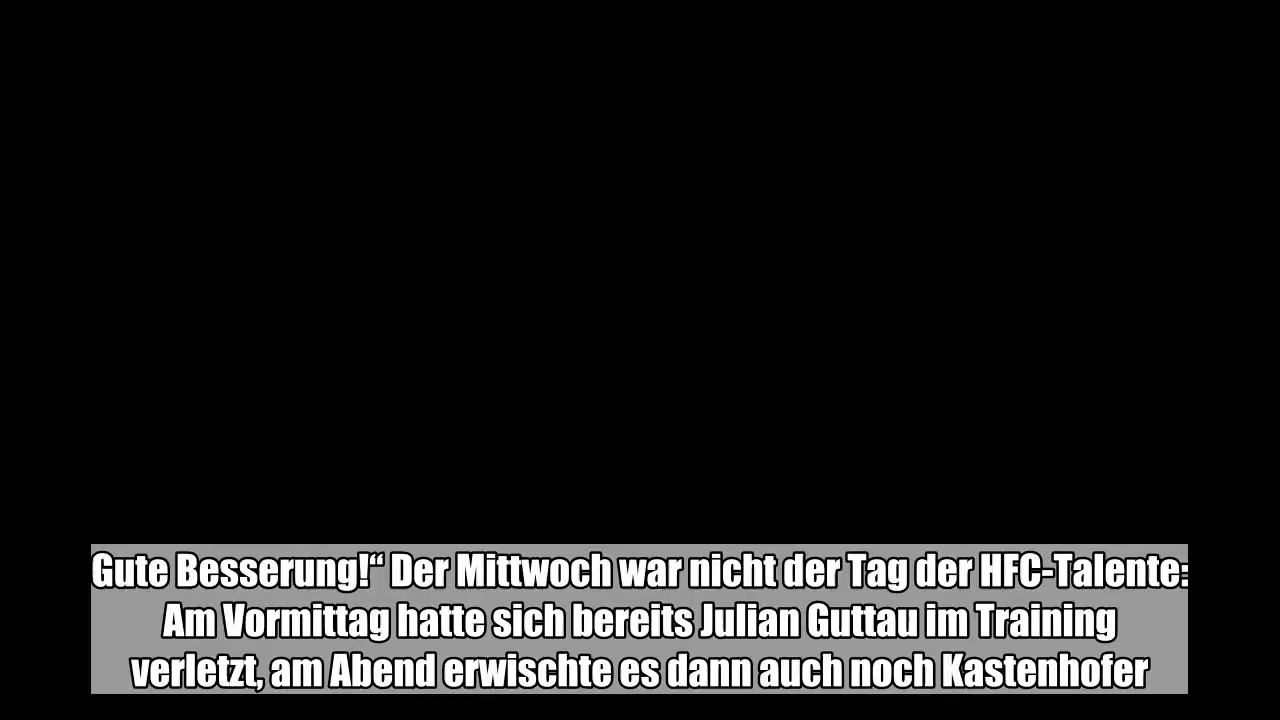 Gute Besserung!“ Der Mittwoch war nicht der Tag der HFC-Talente:
Am Vormittag hatte sich bereits Julian Guttau im Training
verletzt, am Abend erwischte es dann auch noch Kastenhofer